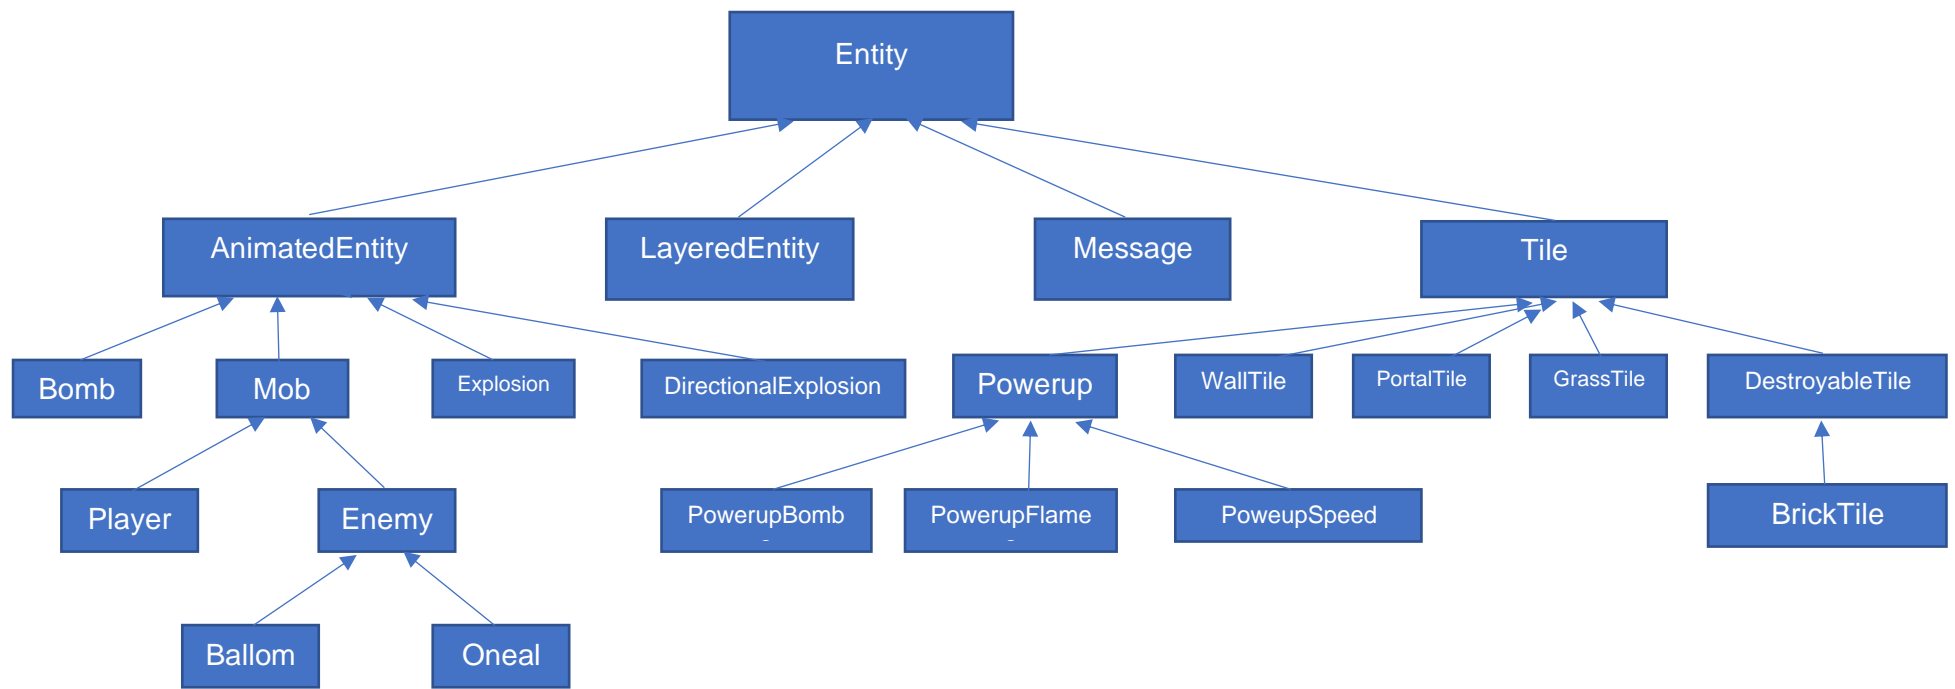 Entity
AnimatedEntity
LayeredEntity
Message
Tile
Bomb
Mob
Explosion
DirectionalExplosion
Powerup
WallTile
PortalTile
GrassTile
DestroyableTile
Player
Enemy
PowerupBomb
PowerupFlame
PoweupSpeed
BrickTile
Ballom
Oneal